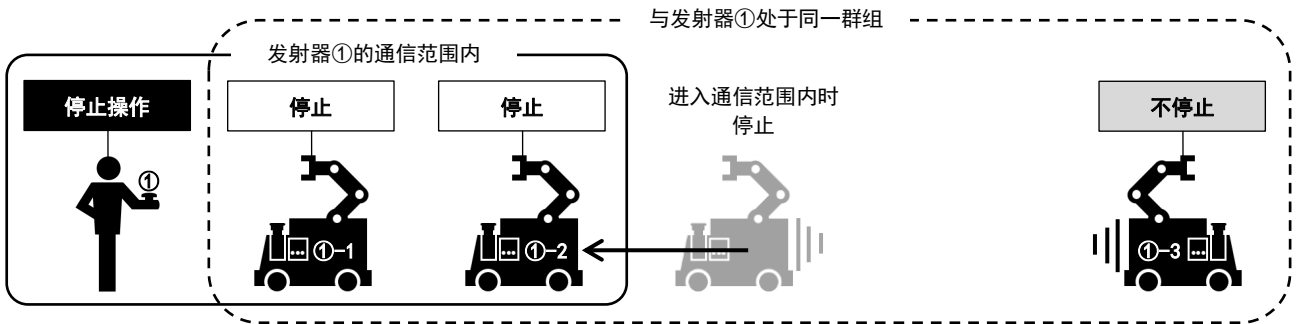 与发射器①处于同一群组
发射器①的通信范围内
停止操作
停止
停止
进入通信范围内时
停止
不停止
①
①-1
①-2
①-3